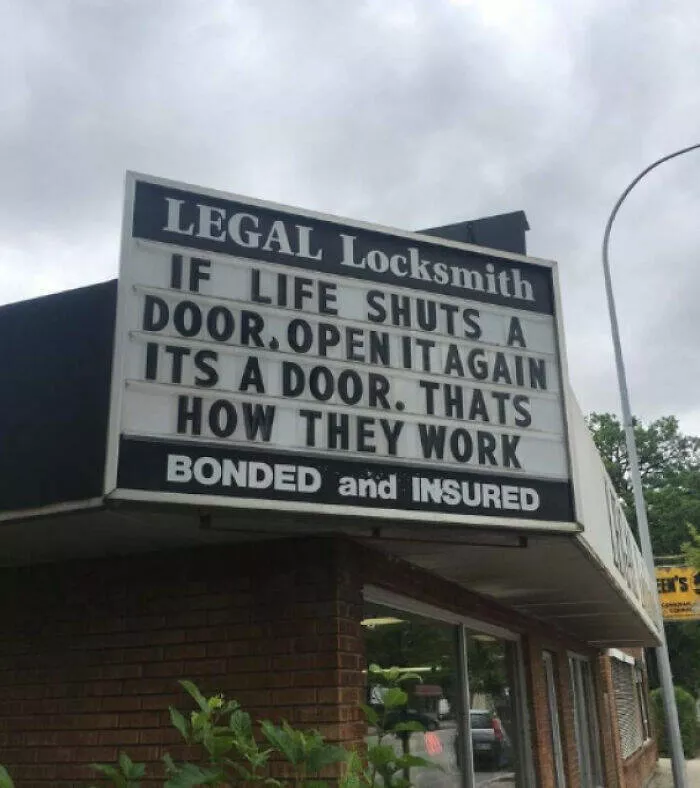 LEGAL Locksmith
IF LIFE SHUTS A
DOOR. OPEN IT AGAIN
ITS A DOOR. THATS
HOW THEY WORK
BONDED and INSURED